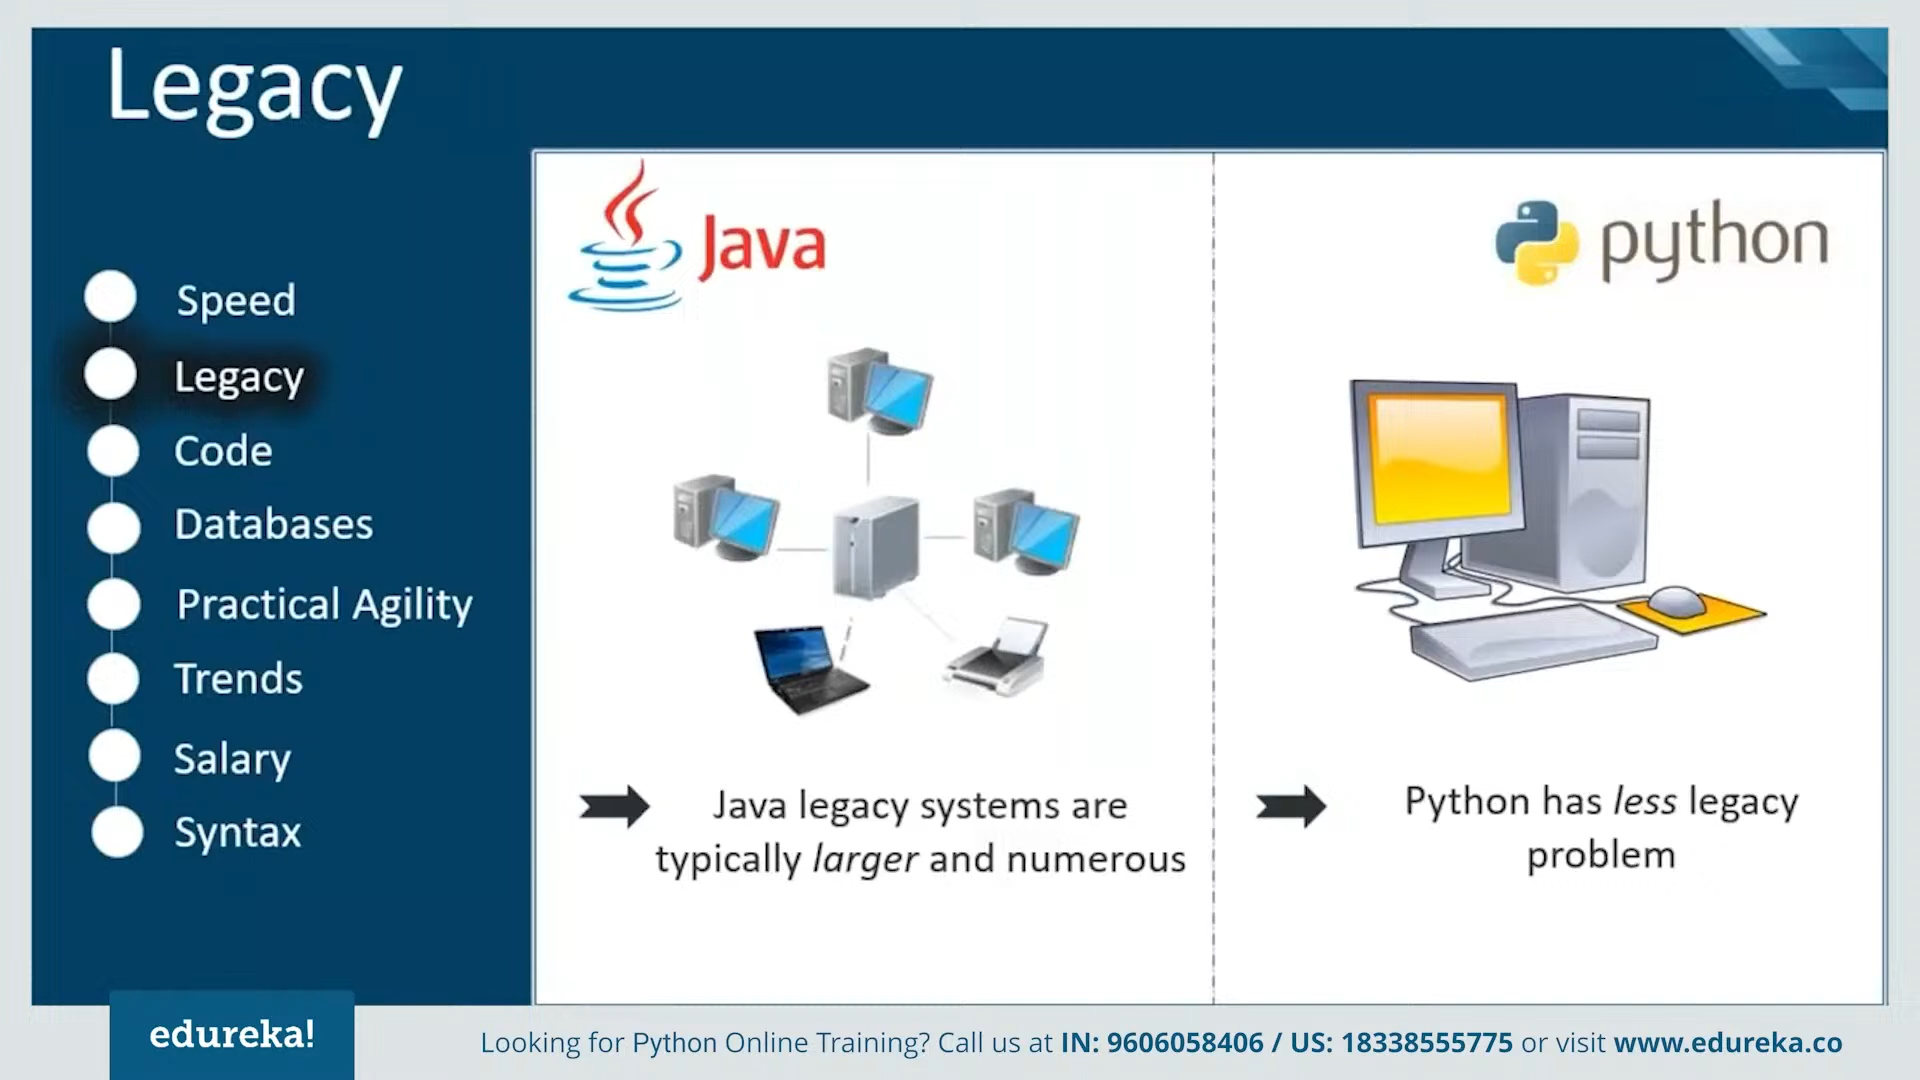 Legacy
Speed
Legacy
Code
Databases
Practical Agility
Trends
Salary
Syntax
Java
Java legacy systems are
typically larger and numerous
python
Python has less legacy
problem
edureka!
Looking for Python Online Training? Call us at IN: 9606058406 / US: 18338555775 or visit www.edureka.co